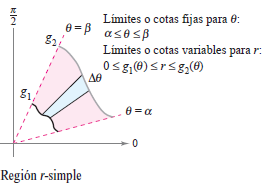 π
2
θ = β
g₂
Δθ
g₁
θ = α
0
Límites o cotas fijas para θ:
α ≤ θ ≤ β
Límites o cotas variables para r:
0 ≤ g₁(θ) ≤ r ≤ g₂(θ)
Región r-simple